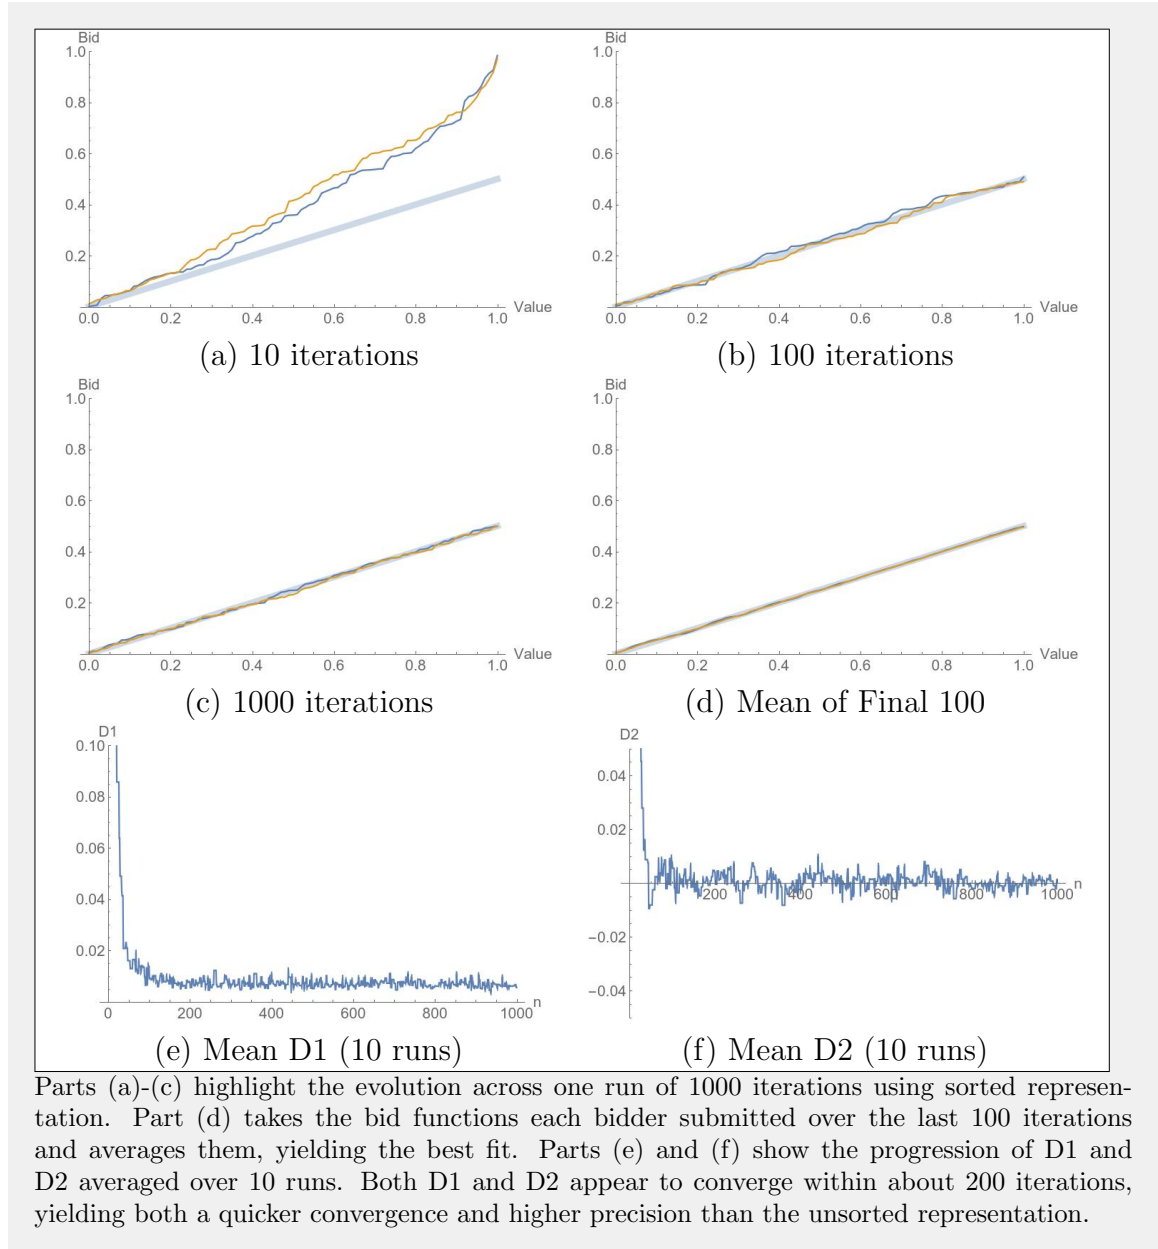 Bid
1.0
0.8
0.6
0.4
0.2
0.0 0.2 0.4 0.6 0.8 1.0 Value
(a) 10 iterations
Bid
1.0
0.8
0.6
0.4
0.2
0.0 0.2 0.4 0.6 0.8 1.0 Value
(b) 100 iterations
Bid
1.0
0.8
0.6
0.4
0.2
0.0 0.2 0.4 0.6 0.8 1.0 Value
(c) 1000 iterations
Bid
1.0
0.8
0.6
0.4
0.2
0.0 0.2 0.4 0.6 0.8 1.0 Value
(d) Mean of Final 100
D1
0.10
0.08
0.06
0.04
0.02
0 200 400 600 800 1000 n
(e) Mean D1 (10 runs)
D2
0.04
0.02
200 400 600 800 1000 n
−0.02
−0.04
(f) Mean D2 (10 runs)
Parts (a)-(c) highlight the evolution across one run of 1000 iterations using sorted represen-
tation. Part (d) takes the bid functions each bidder submitted over the last 100 iterations
and averages them, yielding the best fit. Parts (e) and (f) show the progression of D1 and
D2 averaged over 10 runs. Both D1 and D2 appear to converge within about 200 iterations,
yielding both a quicker convergence and higher precision than the unsorted representation.